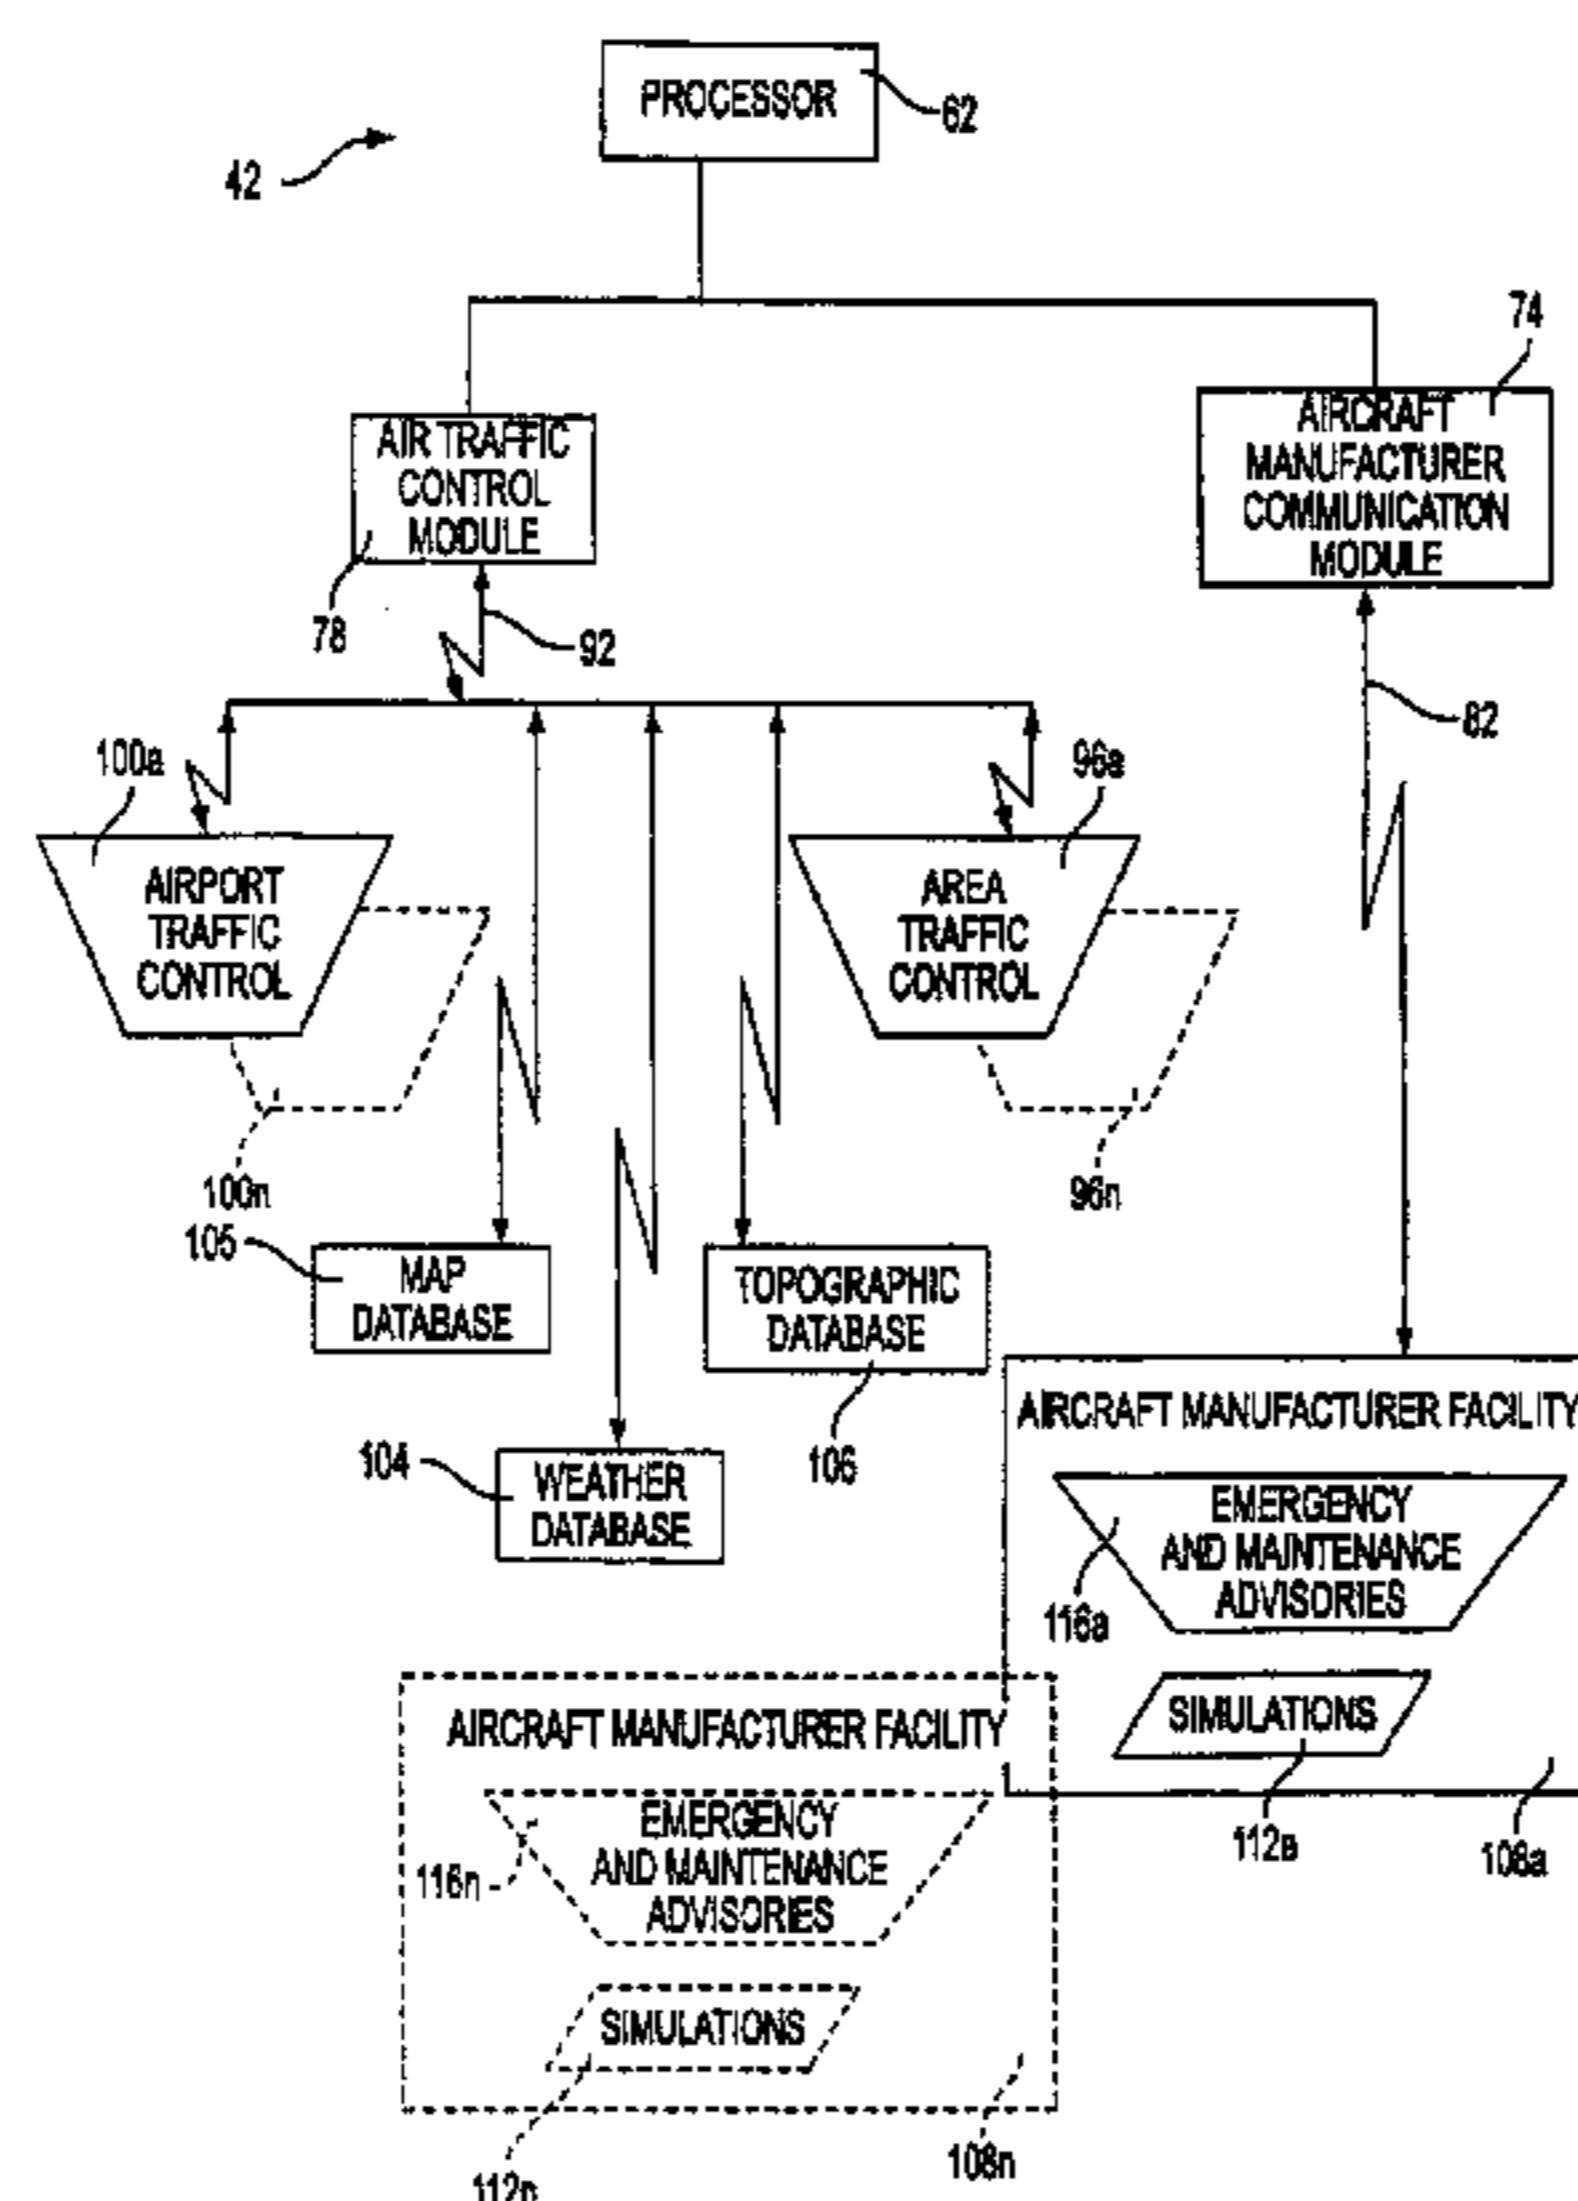 PROCESSOR
62
42
74
AIR TRAFFIC
CONTROL
MODULE
AIRCRAFT
MANUFACTURER
COMMUNICATION
MODULE
78
92
82
100a
96a
AIRPORT
TRAFFIC
CONTROL
AREA
TRAFFIC
CONTROL
100n
96n
105
MAP
DATABASE
TOPOGRAPHIC
DATABASE
106
104
WEATHER
DATABASE
AIRCRAFT MANUFACTURER FACILITY
EMERGENCY
AND MAINTENANCE
ADVISORIES
116a
SIMULATIONS
112a
108a
AIRCRAFT MANUFACTURER FACILITY
EMERGENCY
AND MAINTENANCE
ADVISORIES
116n
SIMULATIONS
112n
108n